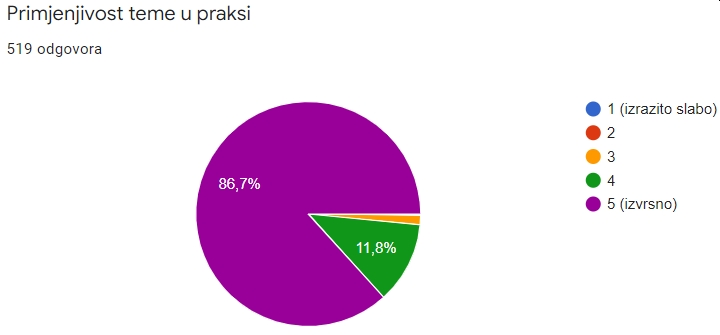 Primjenjivost teme u praksi
519 odgovora
86,7%
11,8%
1 (izrazito slabo)
2
3
4
5 (izvrsno)